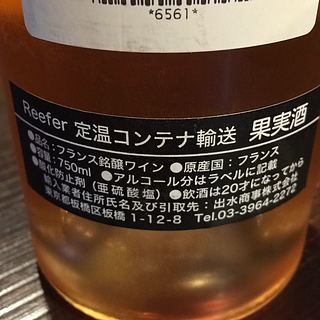 *6561*
Reefer 定温コンテナ輸送 果実酒
●品名:フランス銘醸ワイン ●原産国:フランス
●容量:750ml ●アルコール分はラベルに記載
●酸化防止剤(亜硫酸塩) ●飲酒は20才になってから
輸入業者住所氏名及び引取先:出水商事株式会社
東京都板橋区板橋 1-12-8 Tel.03-3964-2272